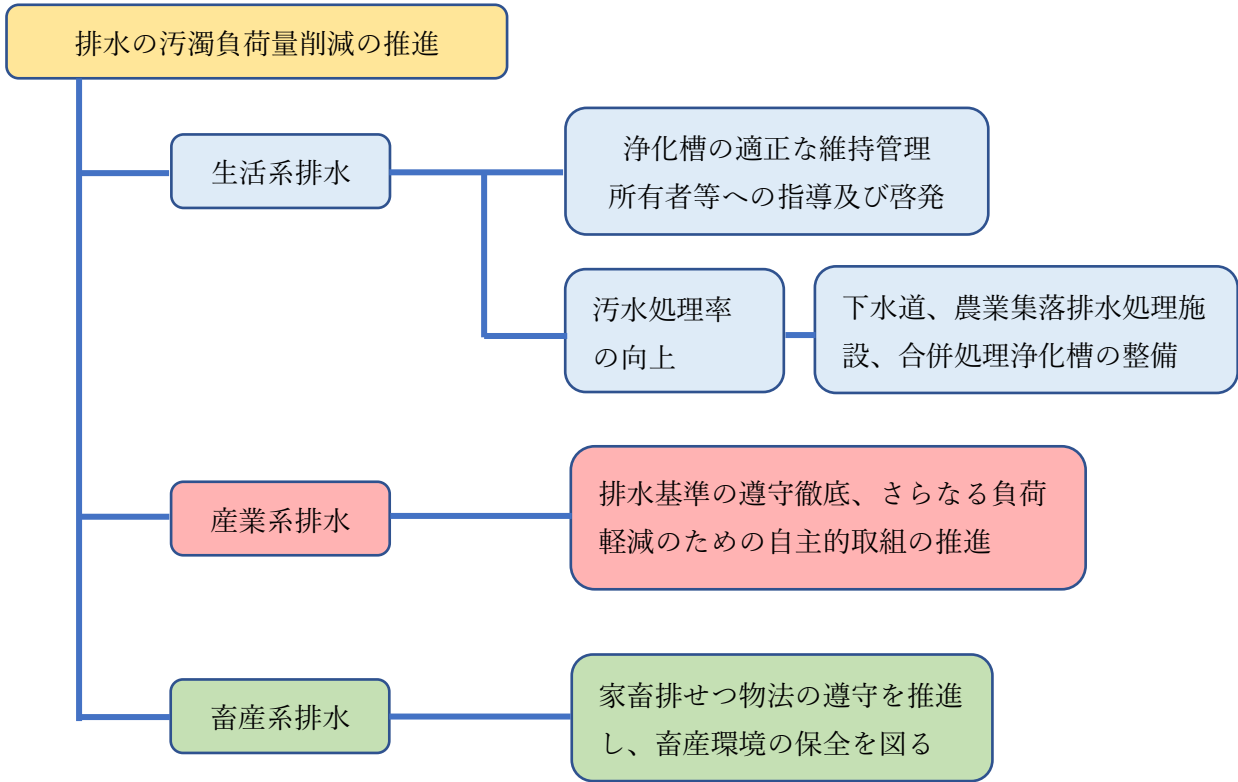 排水の汚濁負荷量削減の推進
生活系排水
浄化槽の適正な維持管理
所有者等への指導及び啓発
汚水処理率
の向上
下水道、農業集落排水処理施
設、合併処理浄化槽の整備
産業系排水
排水基準の遵守徹底、さらなる負荷
軽減のための自主的取組の推進
畜産系排水
家畜排せつ物法の遵守を推進
し、畜産環境の保全を図る